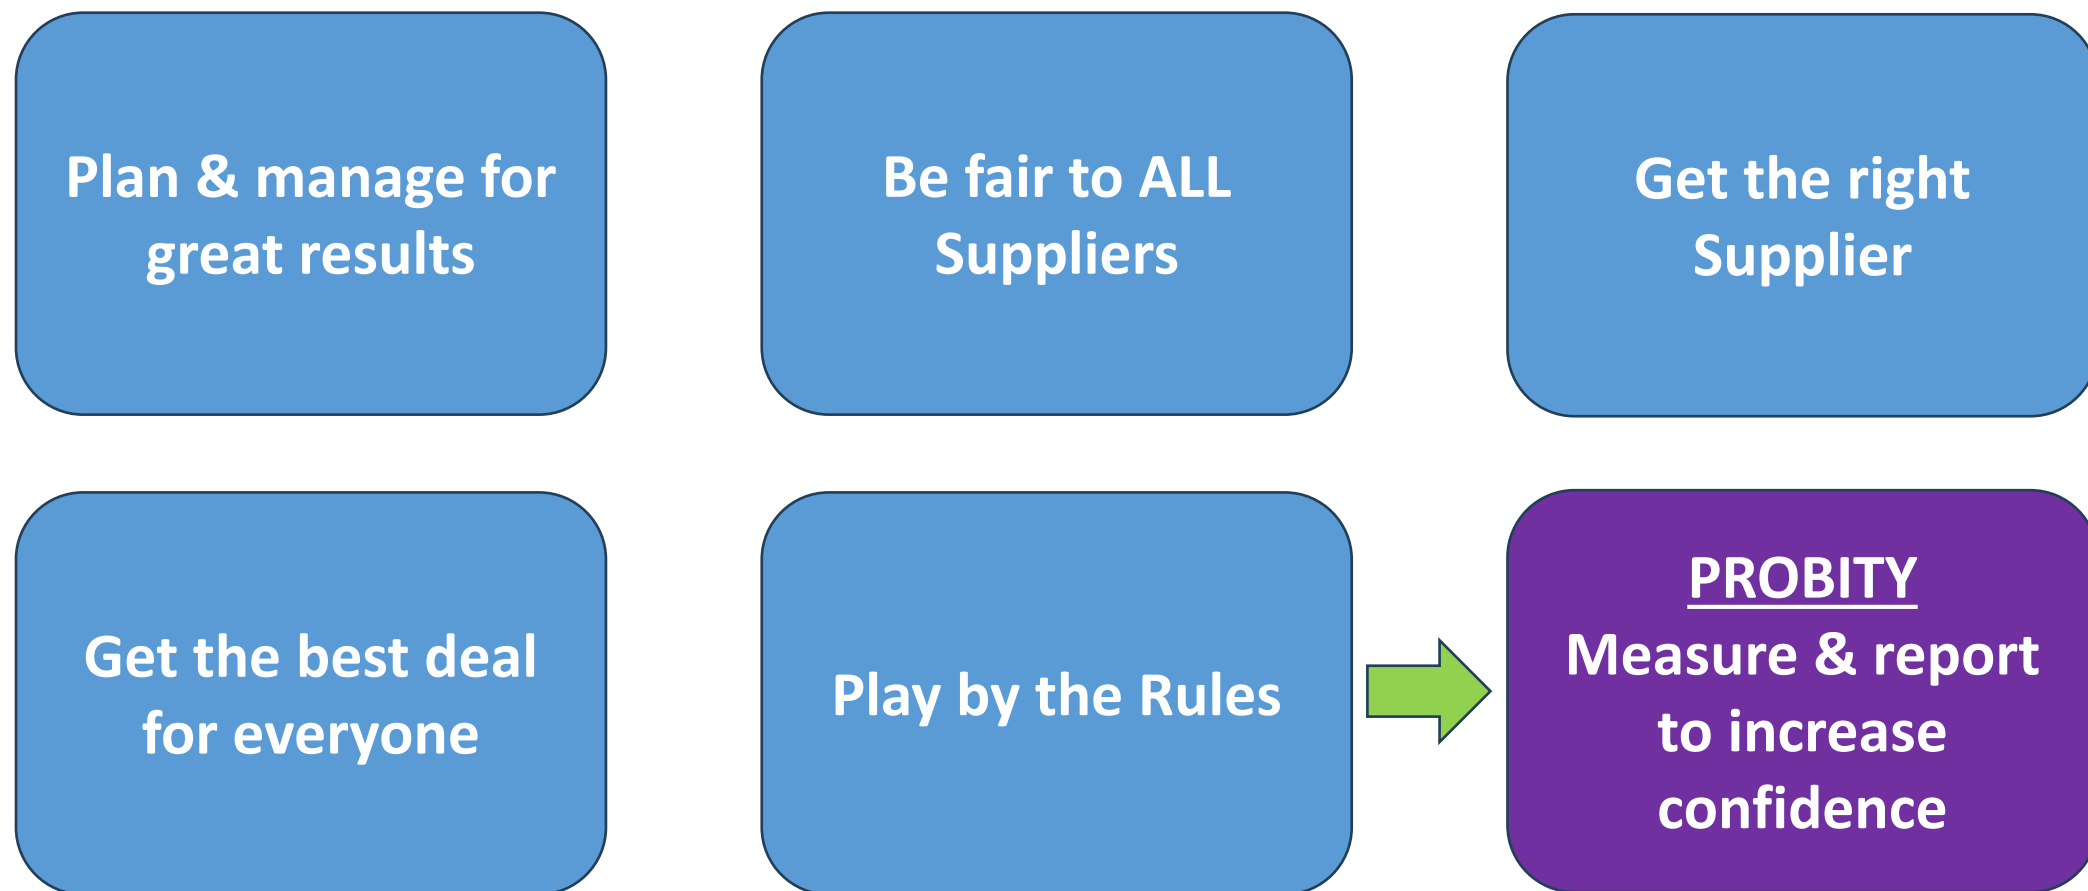 Plan & manage for
great results
Be fair to ALL
Suppliers
Get the right
Supplier
Get the best deal
for everyone
Play by the Rules
PROBITY
Measure & report
to increase
confidence